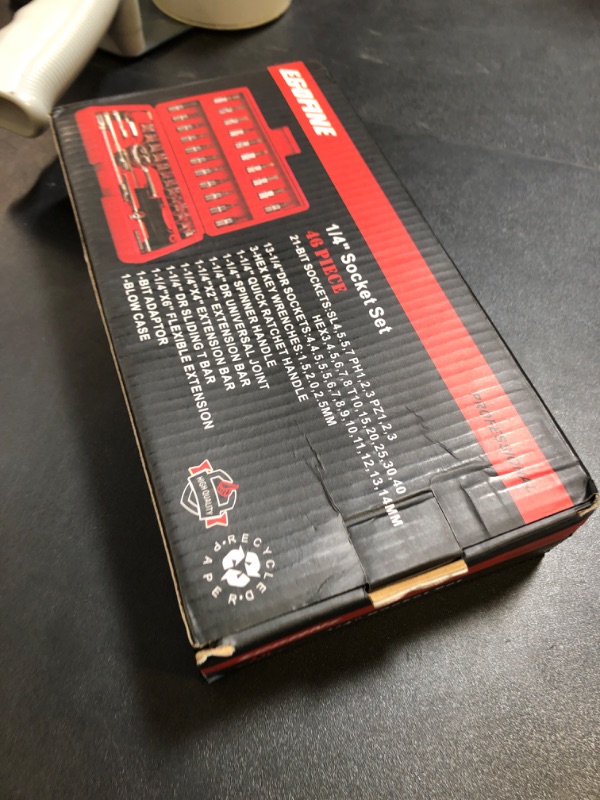 EGOFINE
1/4" Socket Set
46 PIECE
21-BIT SOCKETS:SL4,5.5,7 PH1,2,3 PZ1,2,3
HEX3,4,5,6,7,8 T10,15,20,25,30,40
13-1/4"DR SOCKETS:4,4.5,5,5.5,6,7,8,9,10,11,12,13,14MM
3-HEX KEY WRENCHES:1.5,2.0,2.5MM
1-1/4" QUICK RATCHET HANDLE
1-1/4" SPINNER HANDLE
1-1/4" DR UNIVERSAL JOINT
1-1/4"X2" EXTENSION BAR
1-1/4"X4" EXTENSION BAR
1-1/4" DR SLIDING T BAR
1-1/4"X6" FLEXIBLE EXTENSION
1-BIT ADAPTOR
1-BLOW CASE
PROFESSIONAL
HIGH QUALITY
RECYCLED PAPER